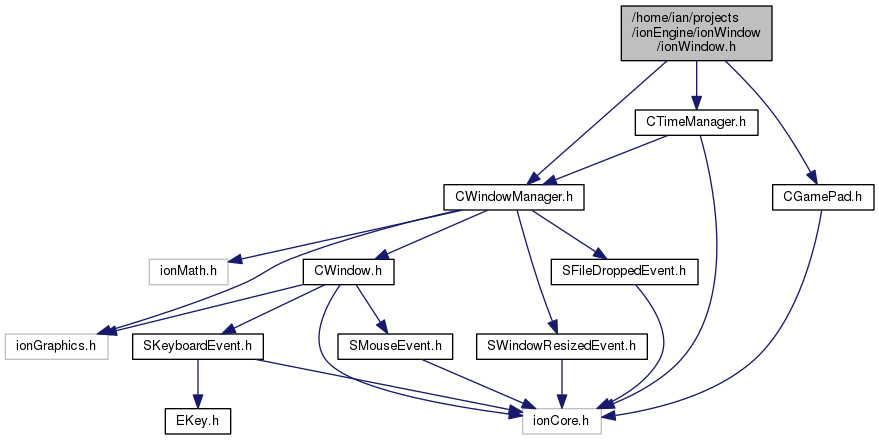 /home/ian/projects
/ionEngine/ionWindow
/ionWindow.h
CTimeManager.h
CWindowManager.h
CGamePad.h
ionMath.h
CWindow.h
SFileDroppedEvent.h
ionGraphics.h
SKeyboardEvent.h
SMouseEvent.h
SWindowResizedEvent.h
EKey.h
ionCore.h